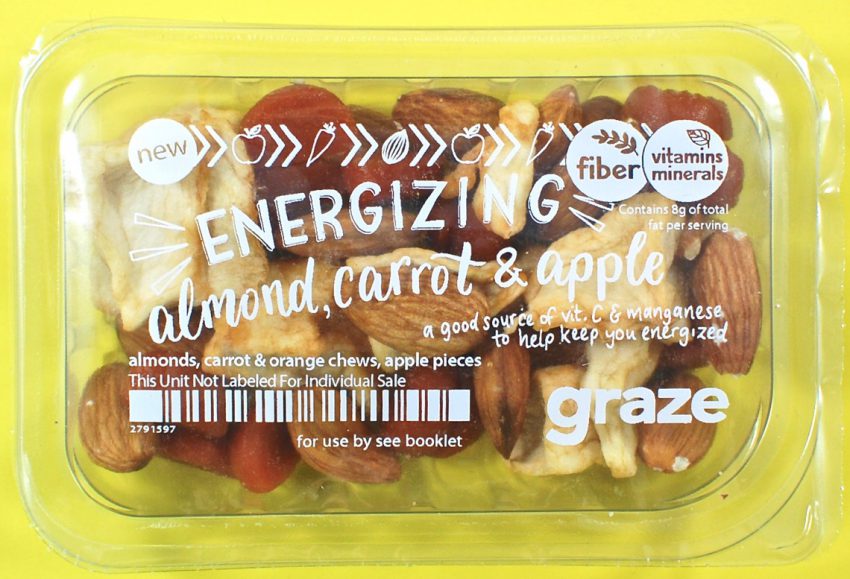 new
fiber
vitamins
minerals
Contains 8g of total
fat per serving
ENERGIZING
almond, carrot & apple
a good source of vit. C & manganese
to help keep you energized
almonds, carrot & orange chews, apple pieces
This Unit Not Labeled For Individual Sale
2791597
for use by see booklet
graze